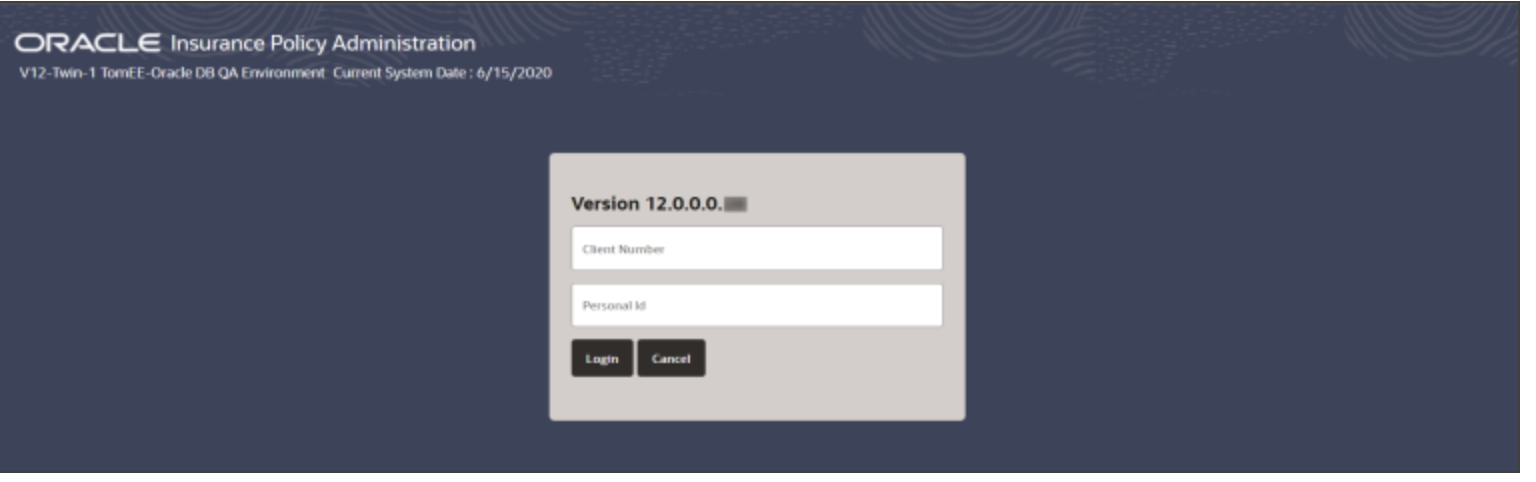 ORACLE Insurance Policy Administration
V12-Twin-1 TomEE-Oracle DB QA Environment Current System Date : 6/15/2020
Version 12.0.0.0.
Client Number
Personal Id
Login Cancel